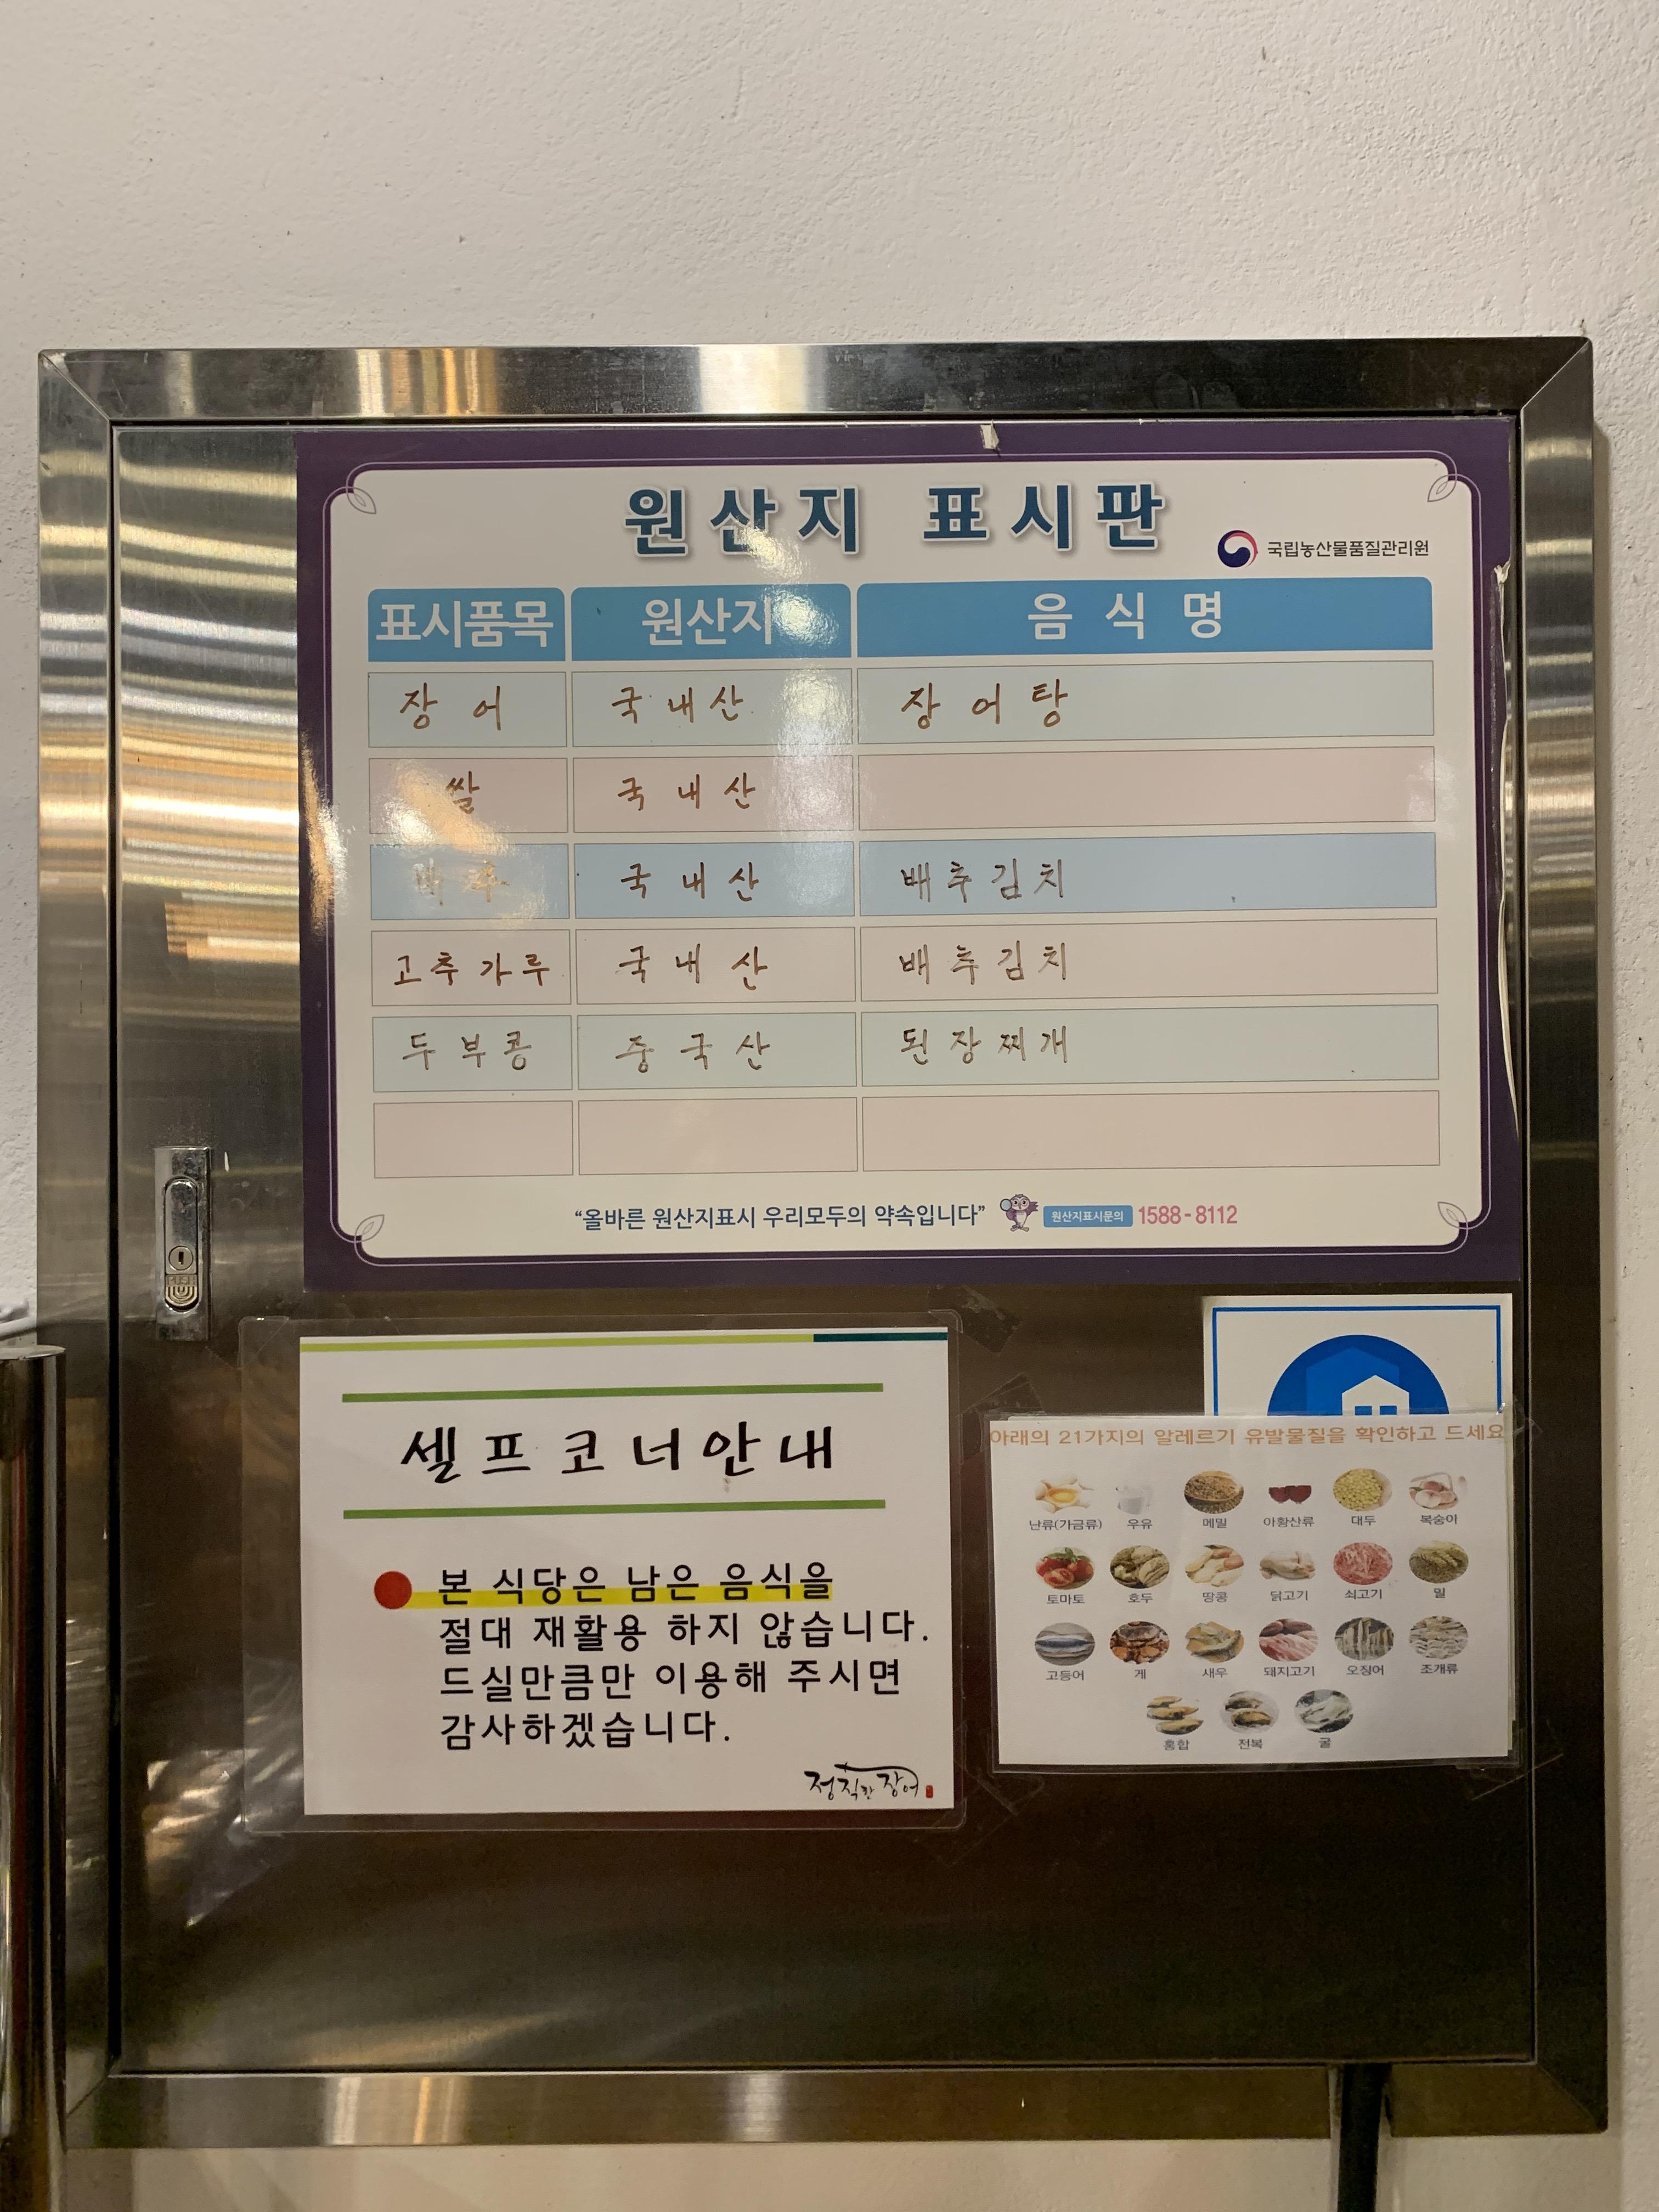 원산지 표시판
국립농산물품질관리원
표시품목 원산지 음식명
장어 국내산 장어탕
쌀 국내산
배추 국내산 배추김치
고추가루 국내산 배추김치
두부콩 중국산 된장찌개
“올바른 원산지표시 우리모두의 약속입니다” 원산지표시문의 1588-8112
셀프코너안내
본 식당은 남은 음식을
절대 재활용 하지 않습니다.
드실만큼만 이용해 주시면
감사하겠습니다.
정직한 장어
아래의 21가지의 알레르기 유발물질을 확인하고 드세요
난류(가금류) 우유 메밀 아황산류 대두 복숭아
토마토 호두 땅콩 닭고기 쇠고기 밀
고등어 게 새우 돼지고기 오징어 조개류
홍합 전복 굴